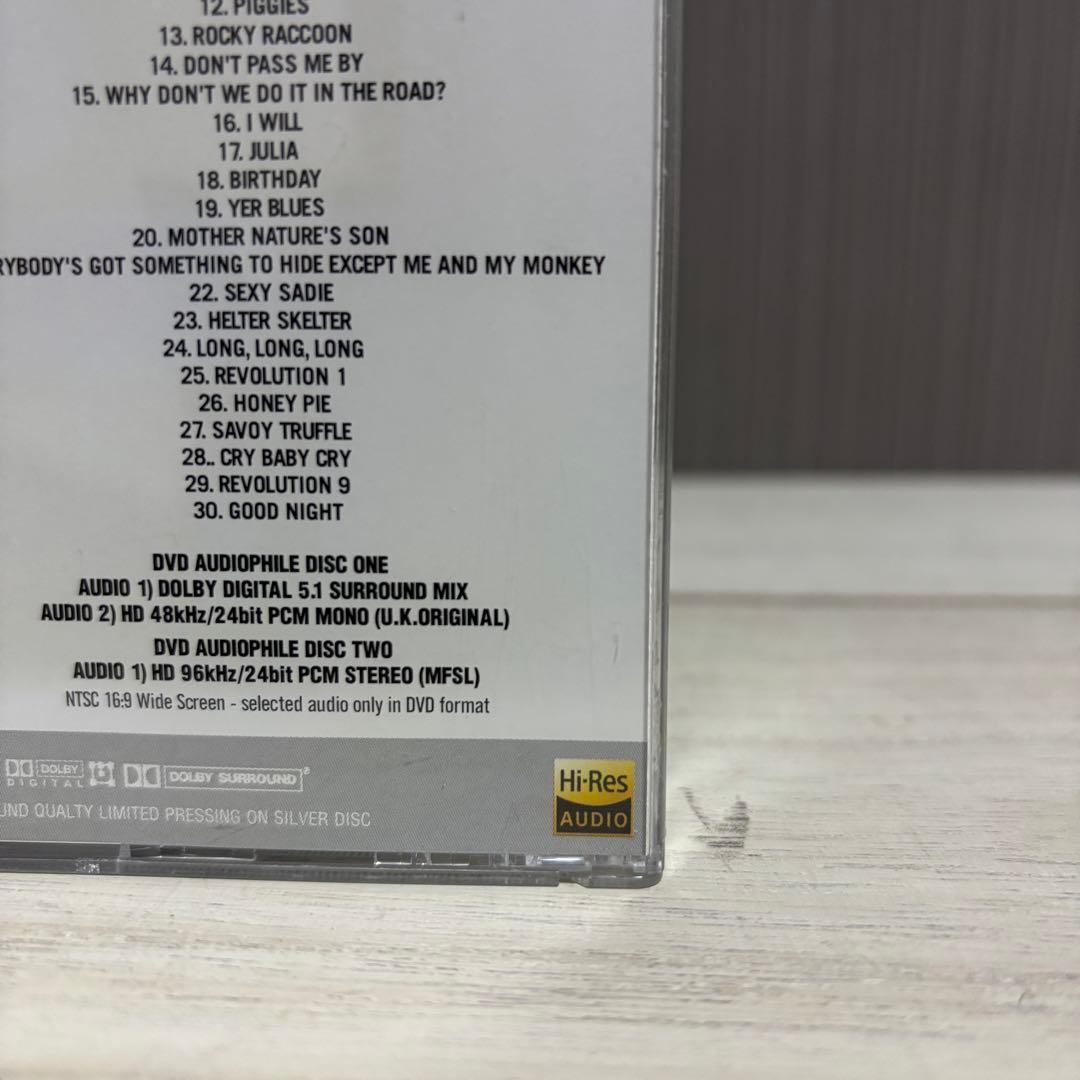 12. PIGGIES
13. ROCKY RACCOON
14. DON'T PASS ME BY
15. WHY DON'T WE DO IT IN THE ROAD?
16. I WILL
17. JULIA
18. BIRTHDAY
19. YER BLUES
20. MOTHER NATURE'S SON
RYBODY'S GOT SOMETHING TO HIDE EXCEPT ME AND MY MONKEY
22. SEXY SADIE
23. HELTER SKELTER
24. LONG, LONG, LONG
25. REVOLUTION 1
26. HONEY PIE
27. SAVOY TRUFFLE
28.. CRY BABY CRY
29. REVOLUTION 9
30. GOOD NIGHT
DVD AUDIOPHILE DISC ONE
AUDIO 1) DOLBY DIGITAL 5.1 SURROUND MIX
AUDIO 2) HD 48kHz/24bit PCM MONO (U.K.ORIGINAL)
DVD AUDIOPHILE DISC TWO
AUDIO 1) HD 96kHz/24bit PCM STEREO (MFSL)
NTSC 16:9 Wide Screen - selected audio only in DVD format
DOLBY
DIGITAL
DOLBY SURROUND
Hi-Res
AUDIO
UND QUALTY LIMITED PRESSING ON SILVER DISC